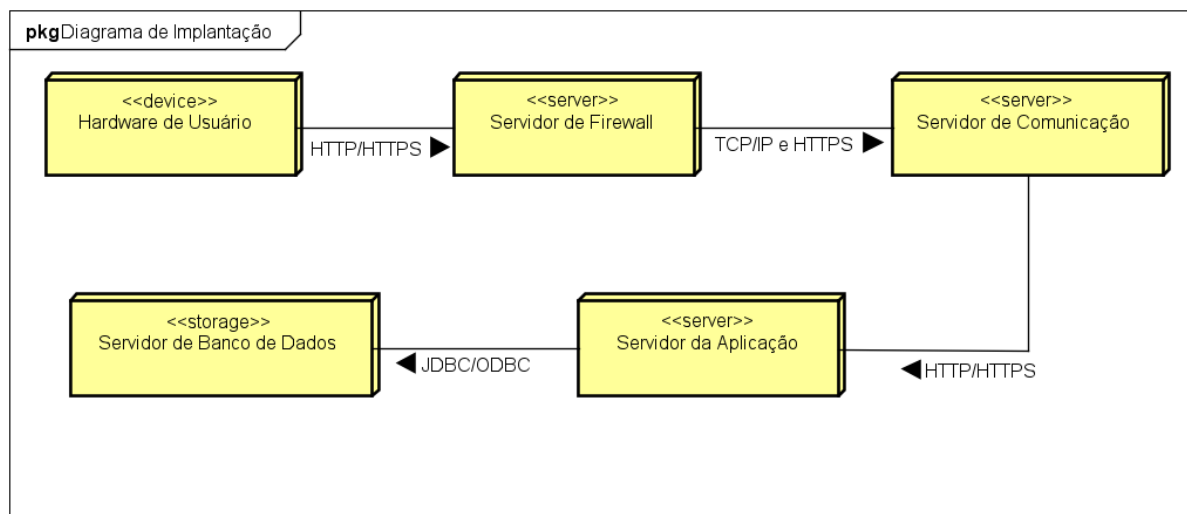 pkgDiagrama de Implantação
<<device>>
Hardware de Usuário
HTTP/HTTPS
<<server>>
Servidor de Firewall
TCP/IP e HTTPS
<<server>>
Servidor de Comunicação
HTTP/HTTPS
<<server>>
Servidor da Aplicação
JDBC/ODBC
<<storage>>
Servidor de Banco de Dados